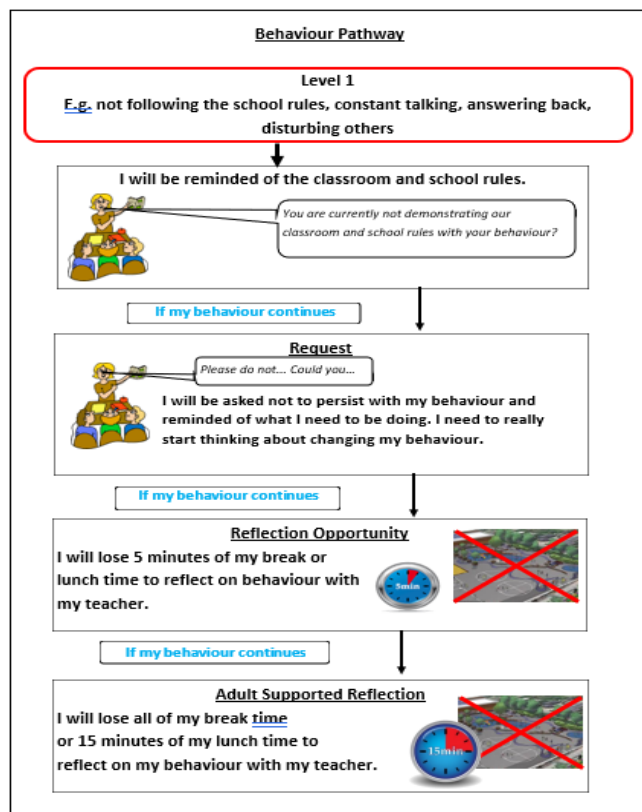 Behaviour Pathway
Level 1
E.g. not following the school rules, constant talking, answering back,
disturbing others
I will be reminded of the classroom and school rules.
You are currently not demonstrating our
classroom and school rules with your behaviour?
If my behaviour continues
Request
Please do not... Could you...
I will be asked not to persist with my behaviour and
reminded of what I need to be doing. I need to really
start thinking about changing my behaviour.
If my behaviour continues
Reflection Opportunity
I will lose 5 minutes of my break or
lunch time to reflect on behaviour with
my teacher.
5min
If my behaviour continues
Adult Supported Reflection
I will lose all of my break time
or 15 minutes of my lunch time to
reflect on my behaviour with my teacher.
15min